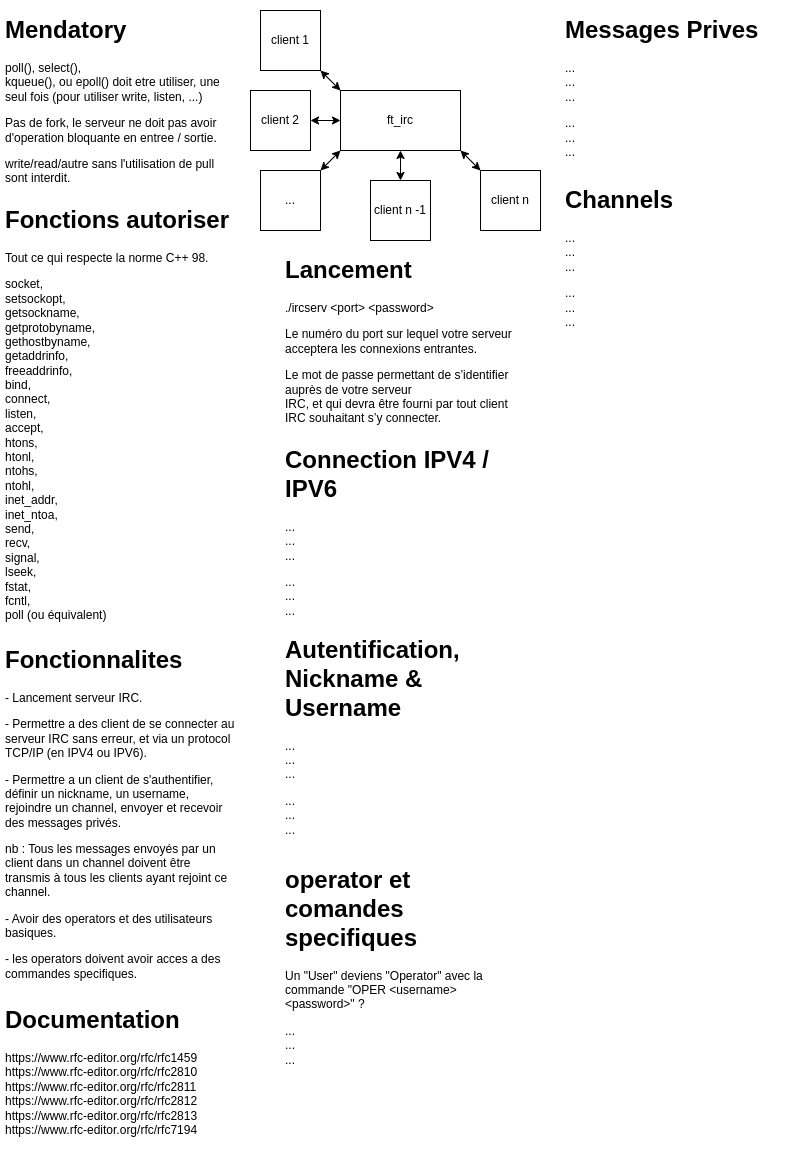 Mendatory
poll(), select(),
kqueue(), ou epoll() doit etre utiliser, une
seul fois (pour utiliser write, listen, ...)
Pas de fork, le serveur ne doit pas avoir
d'operation bloquante en entree / sortie.
write/read/autre sans l'utilisation de pull
sont interdit.
Fonctions autoriser
Tout ce qui respecte la norme C++ 98.
socket,
setsockopt,
getsockname,
getprotobyname,
gethostbyname,
getaddrinfo,
freeaddrinfo,
bind,
connect,
listen,
accept,
htons,
htonl,
ntohs,
ntohl,
inet_addr,
inet_ntoa,
send,
recv,
signal,
lseek,
fstat,
fcntl,
poll (ou équivalent)
Fonctionnalites
- Lancement serveur IRC.
- Permettre a des client de se connecter au
serveur IRC sans erreur, et via un protocol
TCP/IP (en IPV4 ou IPV6).
- Permettre a un client de s'authentifier,
définir un nickname, un username,
rejoindre un channel, envoyer et recevoir
des messages privés.
nb : Tous les messages envoyés par un
client dans un channel doivent être
transmis à tous les clients ayant rejoint ce
channel.
- Avoir des operators et des utilisateurs
basiques.
- les operators doivent avoir acces a des
commandes specifiques.
Documentation
https://www.rfc-editor.org/rfc/rfc1459
https://www.rfc-editor.org/rfc/rfc2810
https://www.rfc-editor.org/rfc/rfc2811
https://www.rfc-editor.org/rfc/rfc2812
https://www.rfc-editor.org/rfc/rfc2813
https://www.rfc-editor.org/rfc/rfc7194
client 1
client 2
ft_irc
...
client n -1
client n
Lancement
./ircserv <port> <password>
Le numéro du port sur lequel votre serveur
acceptera les connexions entrantes.
Le mot de passe permettant de s’identifier
auprès de votre serveur
IRC, et qui devra être fourni par tout client
IRC souhaitant s’y connecter.
Connection IPV4 /
IPV6
...
...
...
...
...
...
Autentification,
Nickname &
Username
...
...
...
...
...
...
operator et
comandes
specifiques
Un "User" deviens "Operator" avec la
commande "OPER <username>
<password>" ?
...
...
...
Messages Prives
...
...
...
...
...
...
Channels
...
...
...
...
...
...